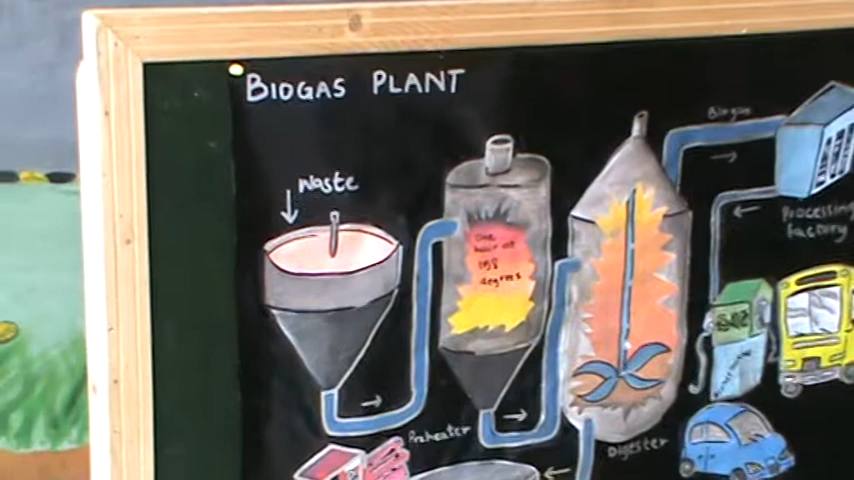 BIOGAS PLANT
Waste
Biogas
One
hour at
158
degrees
Processing
factory
Preheater
Digester